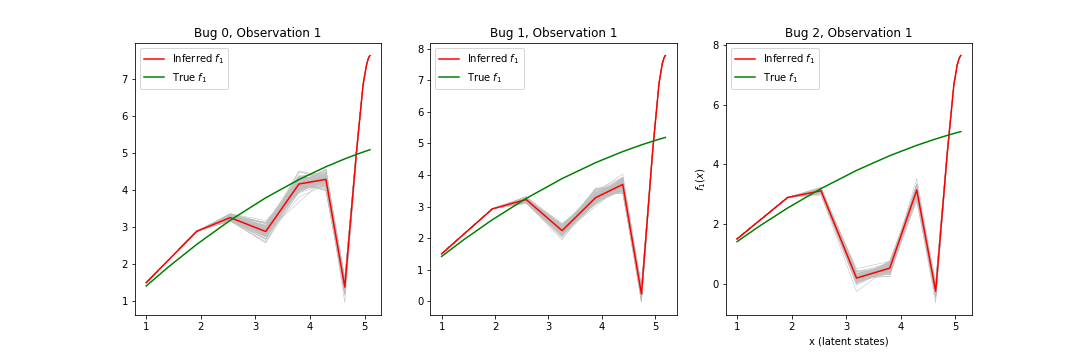 Bug 0, Observation 1
Inferred f₁
True f₁
7
6
5
4
3
2
1
1 2 3 4 5
Bug 1, Observation 1
Inferred f₁
True f₁
8
7
6
5
4
3
2
1
0
1 2 3 4 5
Bug 2, Observation 1
Inferred f₁
True f₁
f₁(x)
8
6
4
2
0
1 2 3 4 5
x (latent states)